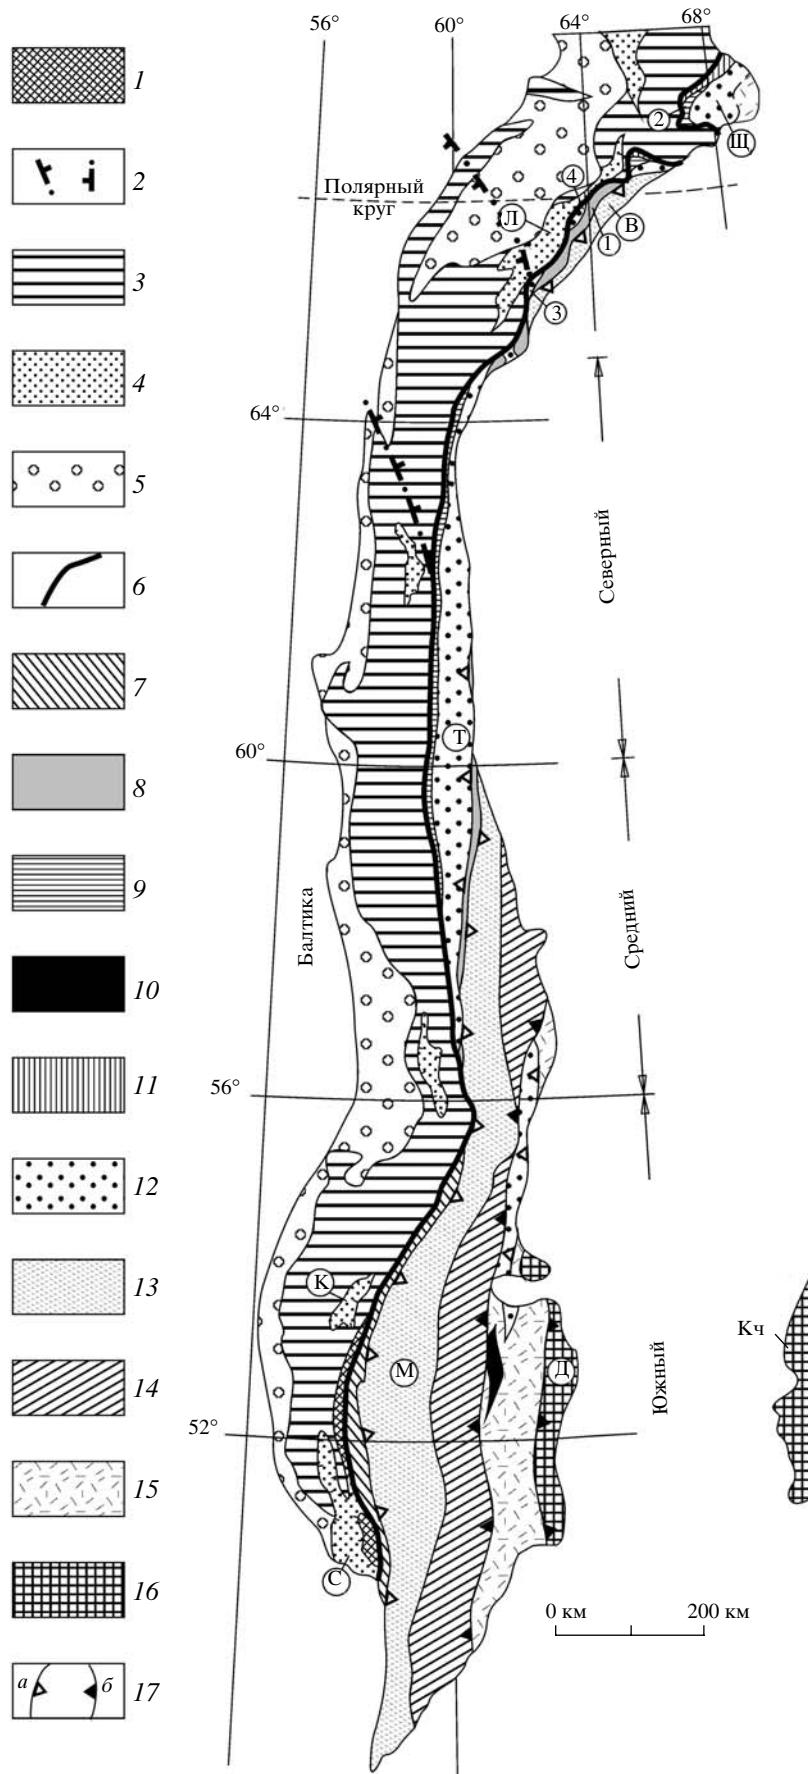 56°
60°
64°
68°
1
2
3
4
5
6
7
8
9
10
11
12
13
14
15
16
а
б
17
2
Щ
Полярный
круг
4
Л
В
1
3
64°
Северный
Т
60°
Балтика
Средний
56°
К
Кч
М
Д
Южный
52°
С
0 км
200 км